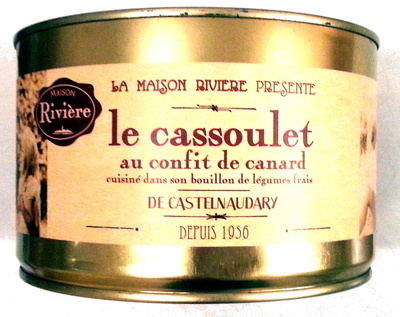 LA MAISON RIVIERE PRESENTE
MAISON
Rivière
le cassoulet
au confit de canard
cuisiné dans son bouillon de légumes frais
DE CASTELNAUDARY
DEPUIS 1936